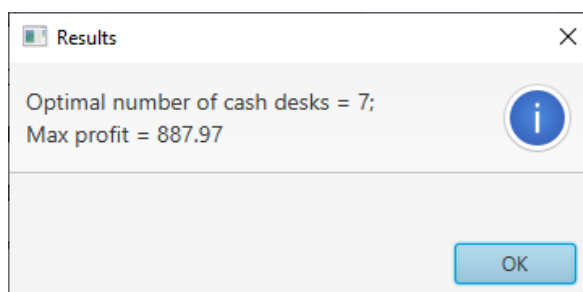 Results
Optimal number of cash desks = 7;
Max profit = 887.97
OK